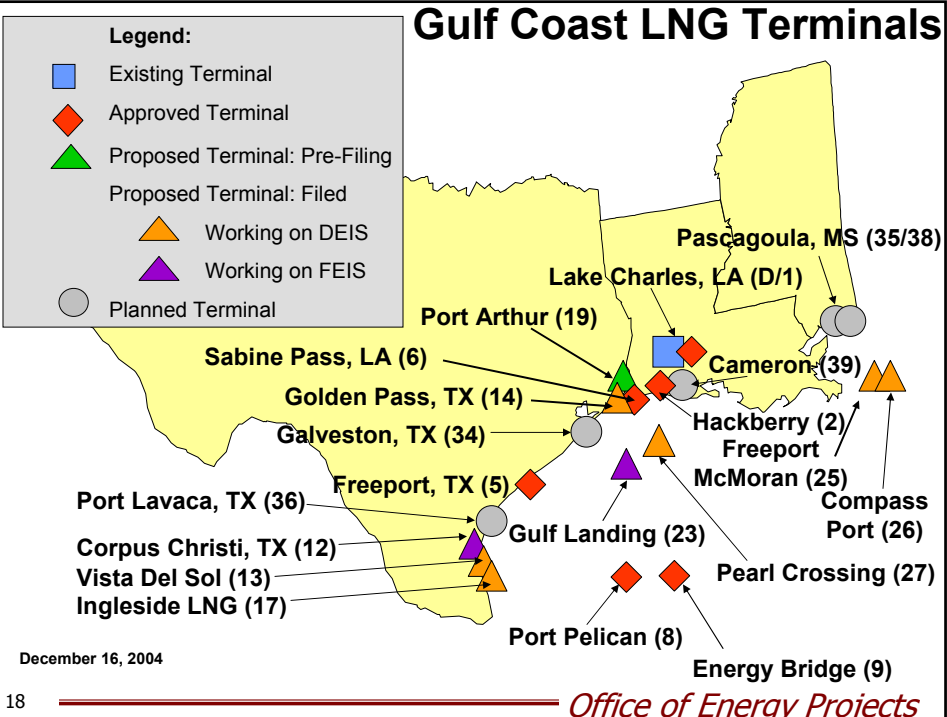 Gulf Coast LNG Terminals
Legend:
Existing Terminal
Approved Terminal
Proposed Terminal: Pre-Filing
Proposed Terminal: Filed
Working on DEIS
Working on FEIS
Planned Terminal
Pascagoula, MS (35/38)
Lake Charles, LA (D/1)
Port Arthur (19)
Sabine Pass, LA (6)
Cameron (39)
Golden Pass, TX (14)
Hackberry (2)
Galveston, TX (34)
Freeport
McMoran (25)
Freeport, TX (5)
Port Lavaca, TX (36)
Compass
Port (26)
Gulf Landing (23)
Corpus Christi, TX (12)
Vista Del Sol (13)
Pearl Crossing (27)
Ingleside LNG (17)
Port Pelican (8)
Energy Bridge (9)
December 16, 2004
18
Office of Energy Projects